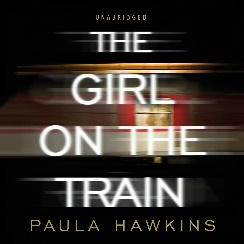 UNABRIDGED
THE
GIRL
ON THE
TRAIN
PAULA HAWKINS